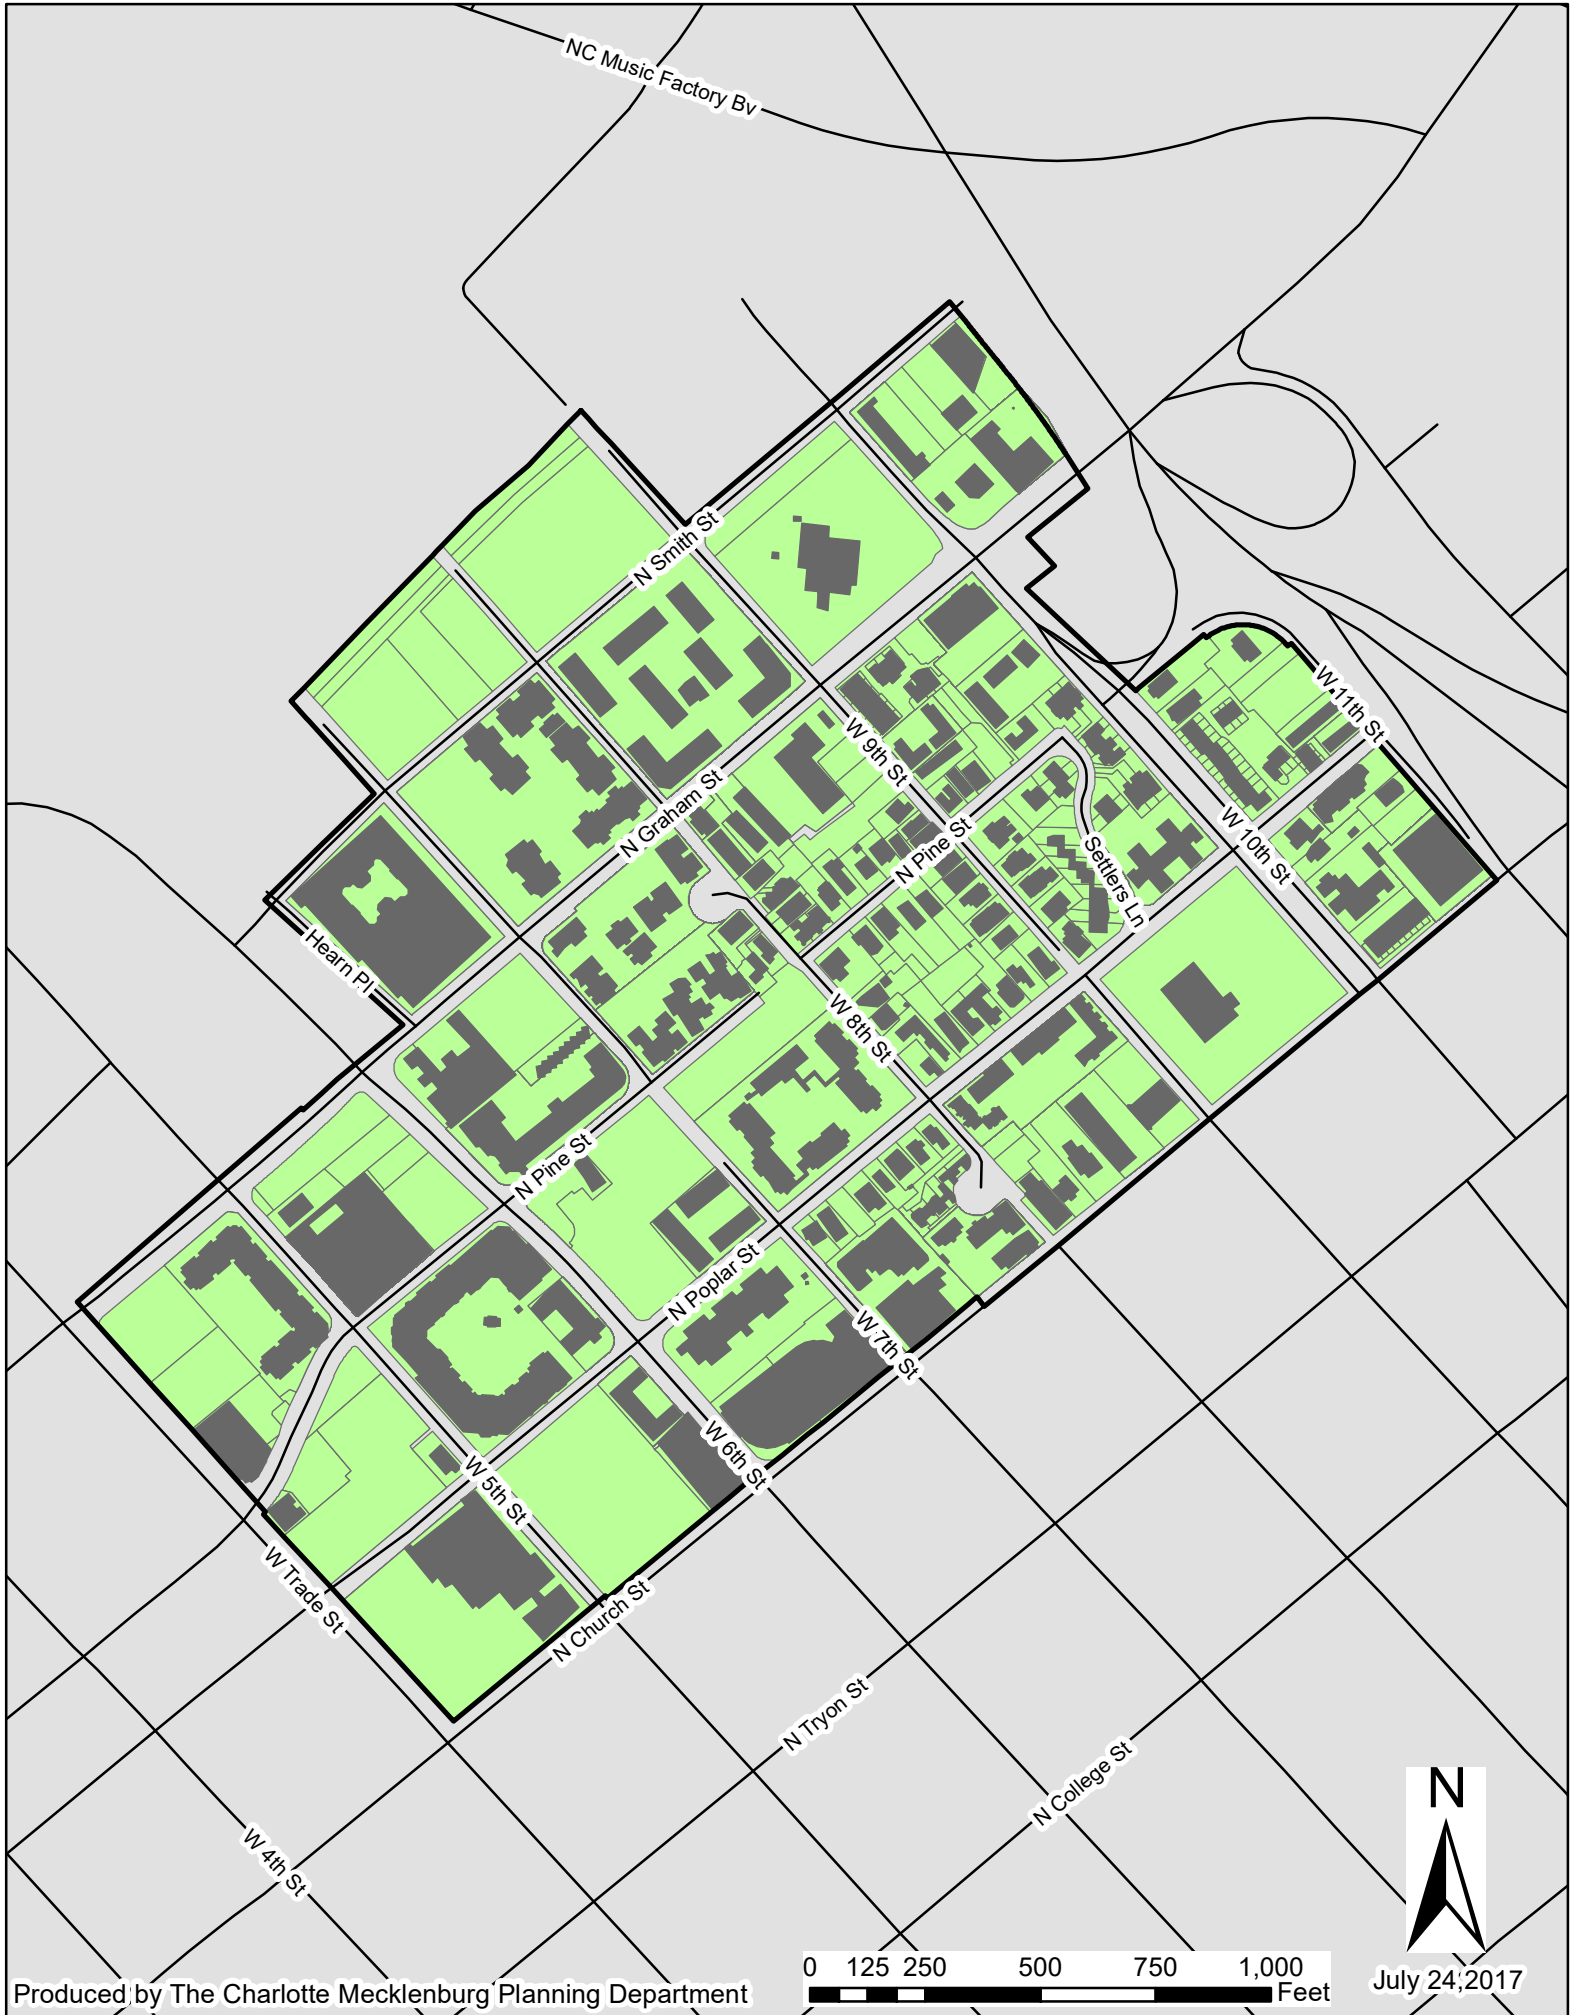 NC Music Factory Bv
N Smith St
W 11th St
W 9th St
N Graham St
N Pine St
W 10th St
Settlers Ln
Hearn Pl
W 8th St
N Pine St
N Poplar St
W 7th St
W 6th St
W 5th St
W Trade St
N Church St
N Tryon St
N College St
W 4th St
N
0 125 250 500 750 1,000
Feet
July 24,2017
Produced by The Charlotte Mecklenburg Planning Department